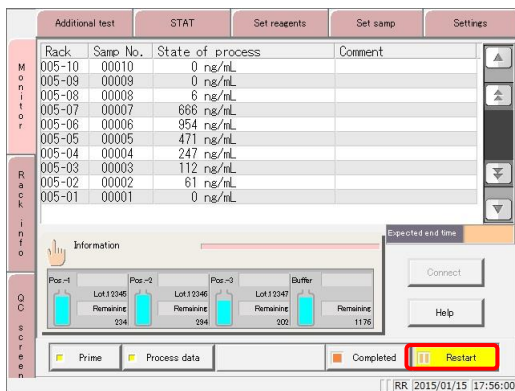 Additional test STAT Set reagents Set samp Settings
Monitor
Rack info
QC screen
Rack Samp No. State of process Comment
005-10 00010 0 ng/mL
005-09 00009 0 ng/mL
005-08 00008 6 ng/mL
005-07 00007 666 ng/mL
005-06 00006 954 ng/mL
005-05 00005 471 ng/mL
005-04 00004 247 ng/mL
005-03 00003 112 ng/mL
005-02 00002 61 ng/mL
005-01 00001 0 ng/mL
Expected end time
Information
Pos.-1 Pos.-2 Pos.-3 Buffer
Lot.12345 Lot.12346 Lot.12347
Remaining Remaining Remaining Remaining
234 294 202 1176
Connect
Help
Prime Process data Completed Restart
RR 2015/01/15 17:56:00